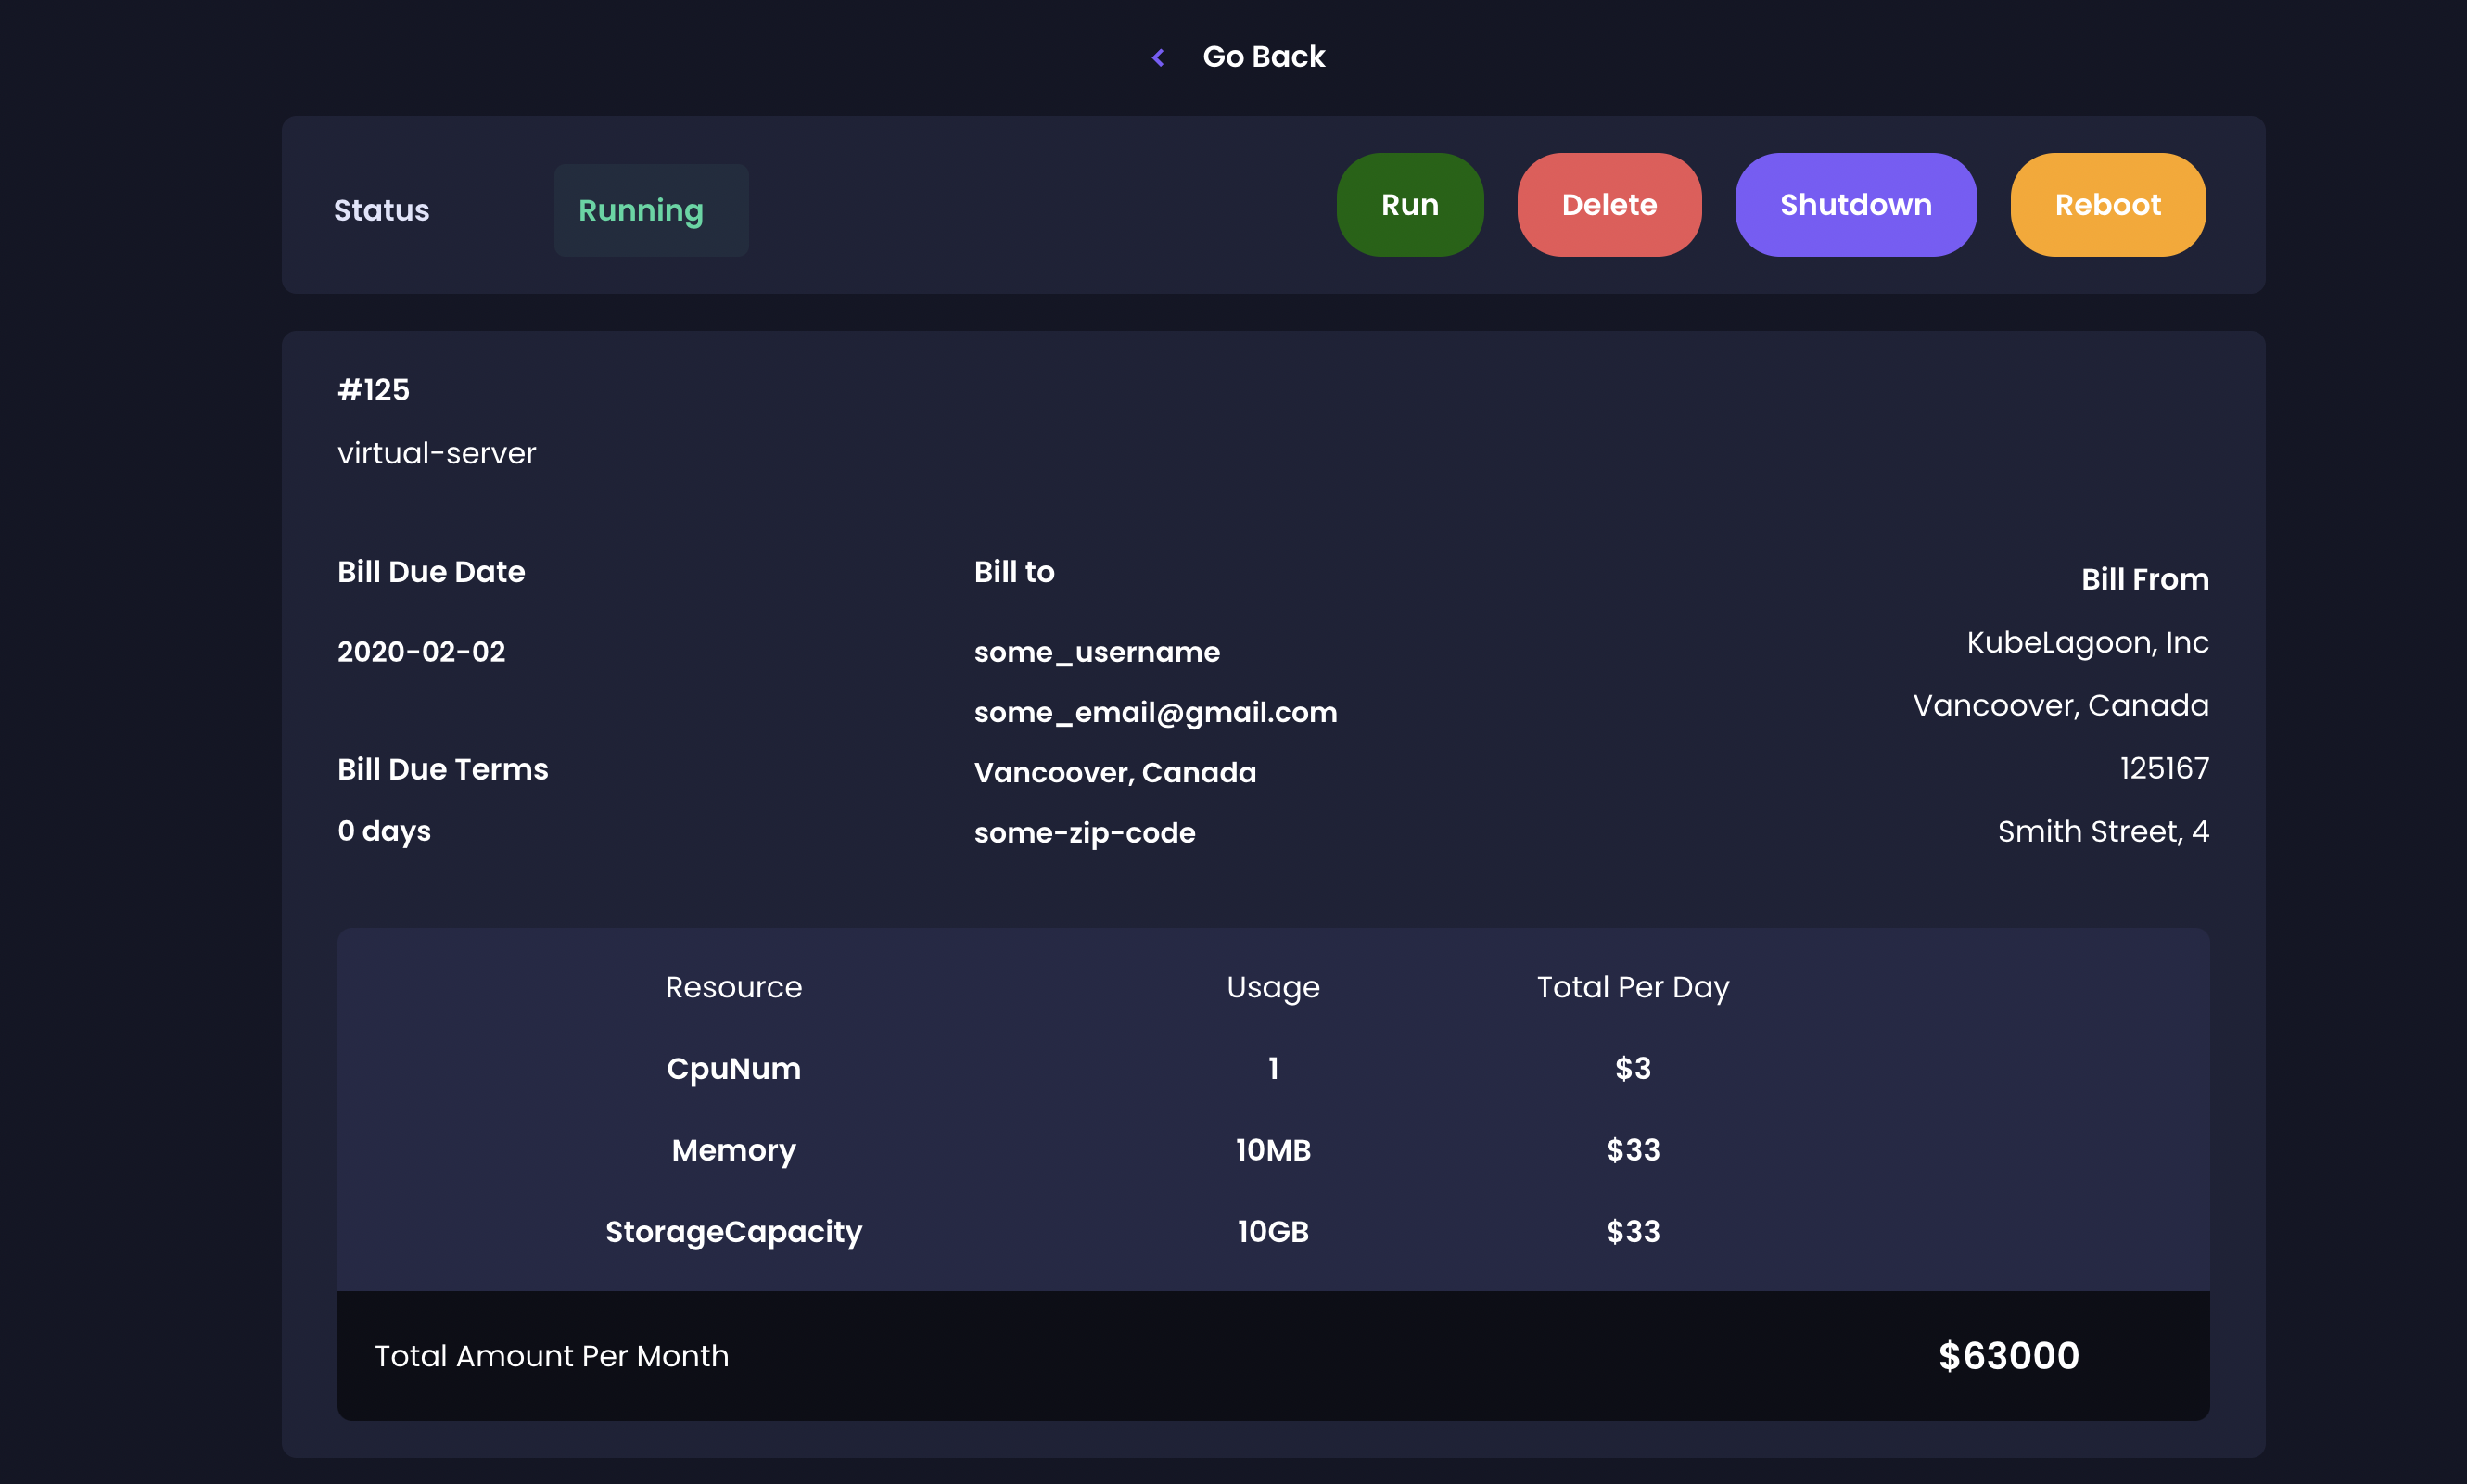 Go Back
Status Running Run Delete Shutdown Reboot
#125
virtual-server
Bill Due Date
2020-02-02
Bill Due Terms
0 days
Bill to
some_username
some_email@gmail.com
Vancoover, Canada
some-zip-code
Bill From
KubeLagoon, Inc
Vancoover, Canada
125167
Smith Street, 4
Resource Usage Total Per Day
CpuNum 1 $3
Memory 10MB $33
StorageCapacity 10GB $33
Total Amount Per Month $63000